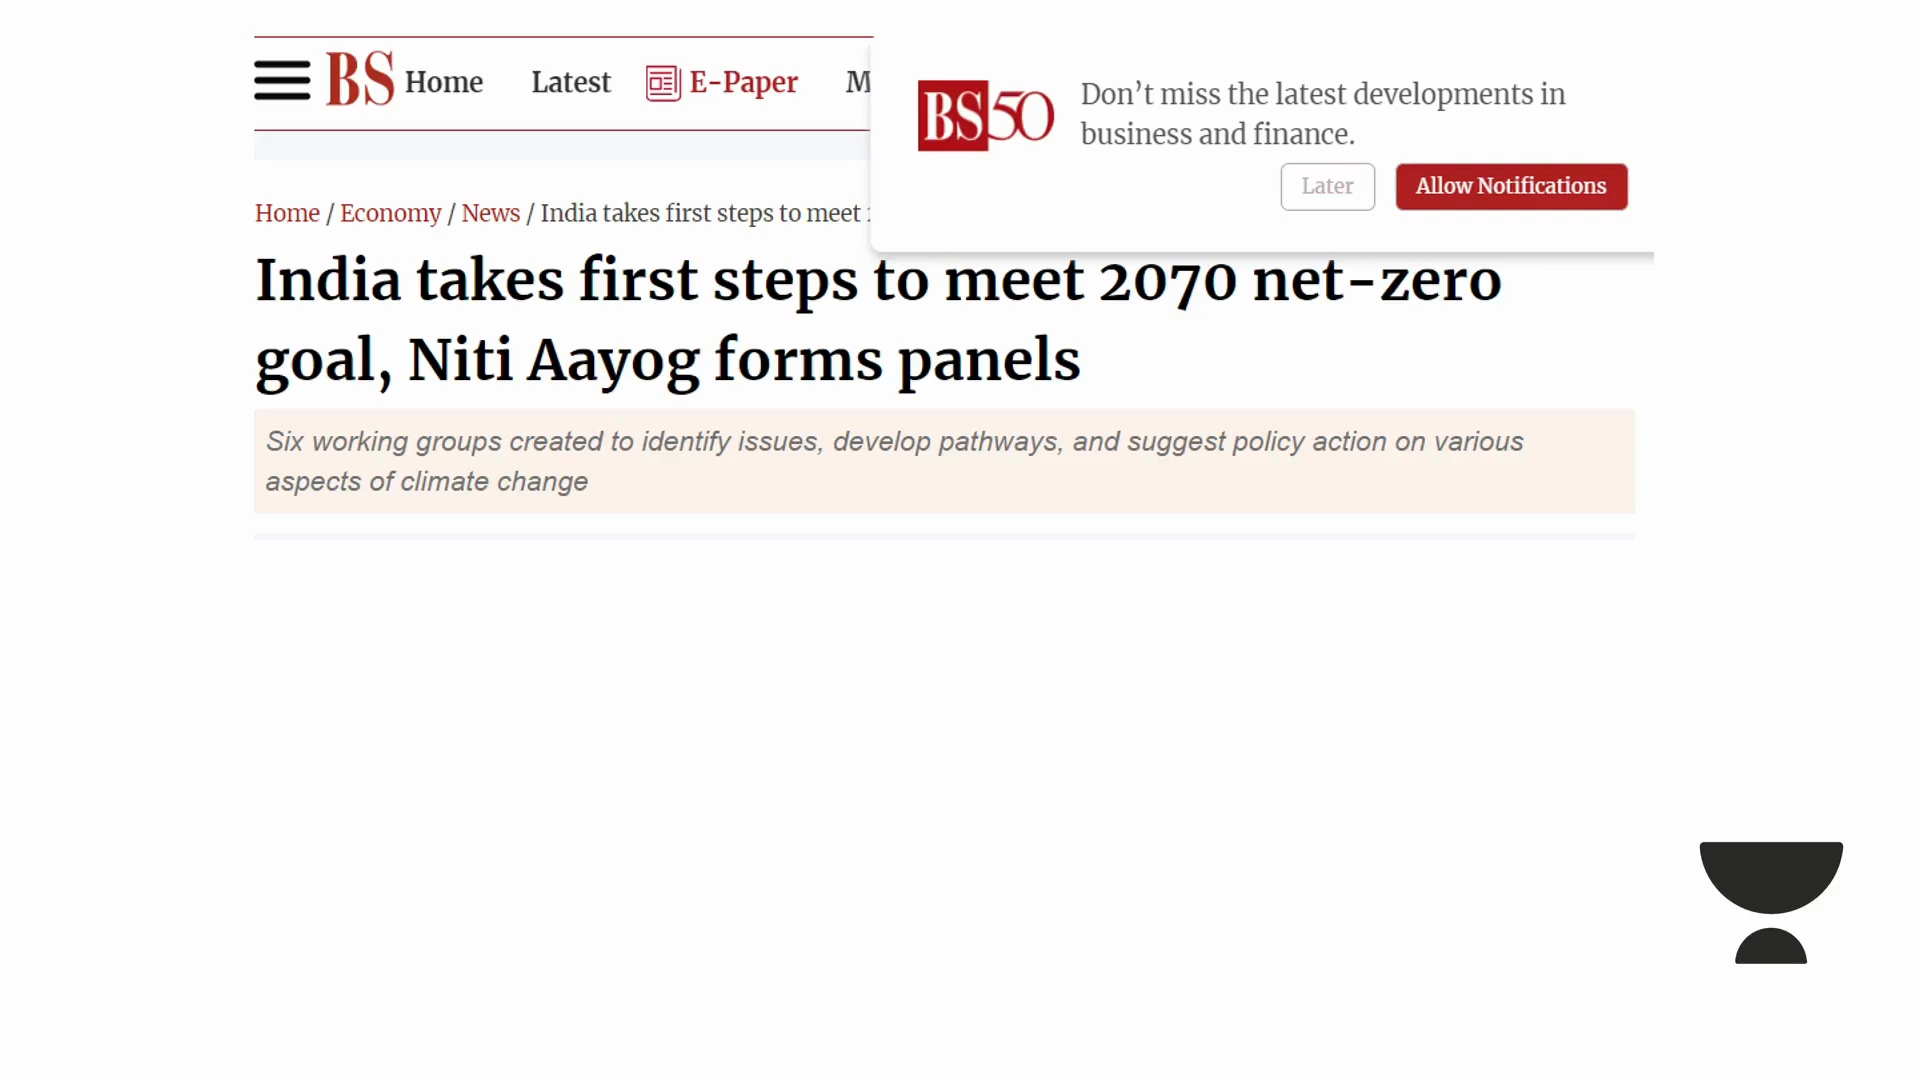 BS Home Latest E-Paper M
BS50 Don’t miss the latest developments in
business and finance.
Later Allow Notifications
Home / Economy / News / India takes first steps to meet
India takes first steps to meet 2070 net-zero
goal, Niti Aayog forms panels
Six working groups created to identify issues, develop pathways, and suggest policy action on various
aspects of climate change